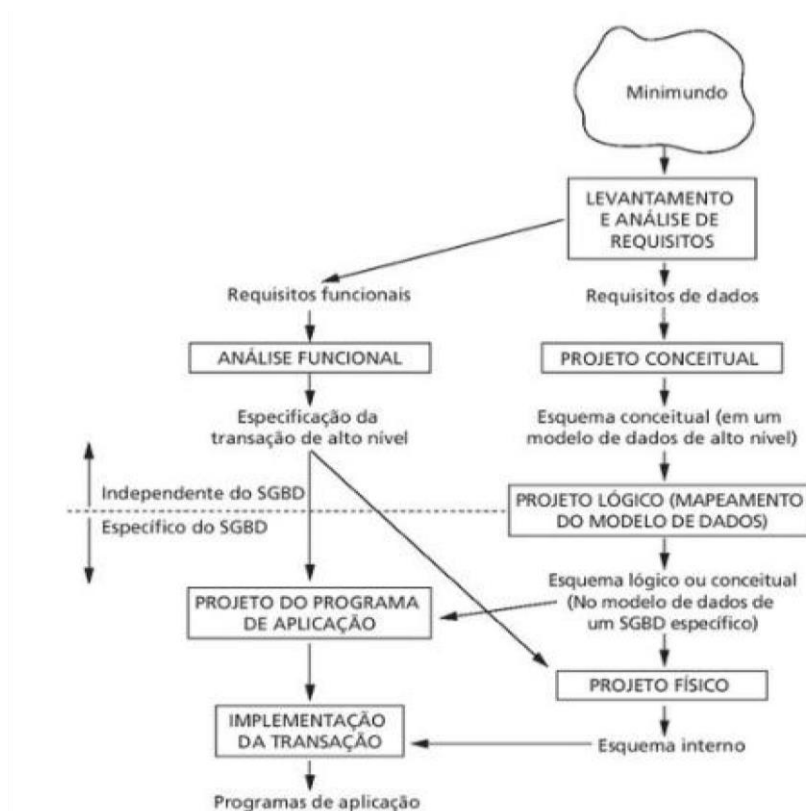 Minimundo
LEVANTAMENTO
E ANÁLISE DE
REQUISITOS
Requisitos funcionais
Requisitos de dados
ANÁLISE FUNCIONAL
PROJETO CONCEITUAL
Especificação da
transação de alto nível
Esquema conceitual (em um
modelo de dados de alto nível)
Independente do SGBD
Específico do SGBD
PROJETO LÓGICO (MAPEAMENTO
DO MODELO DE DADOS)
Esquema lógico ou conceitual
(No modelo de dados de
um SGBD específico)
PROJETO DO PROGRAMA
DE APLICAÇÃO
PROJETO FÍSICO
IMPLEMENTAÇÃO
DA TRANSAÇÃO
Esquema interno
Programas de aplicação